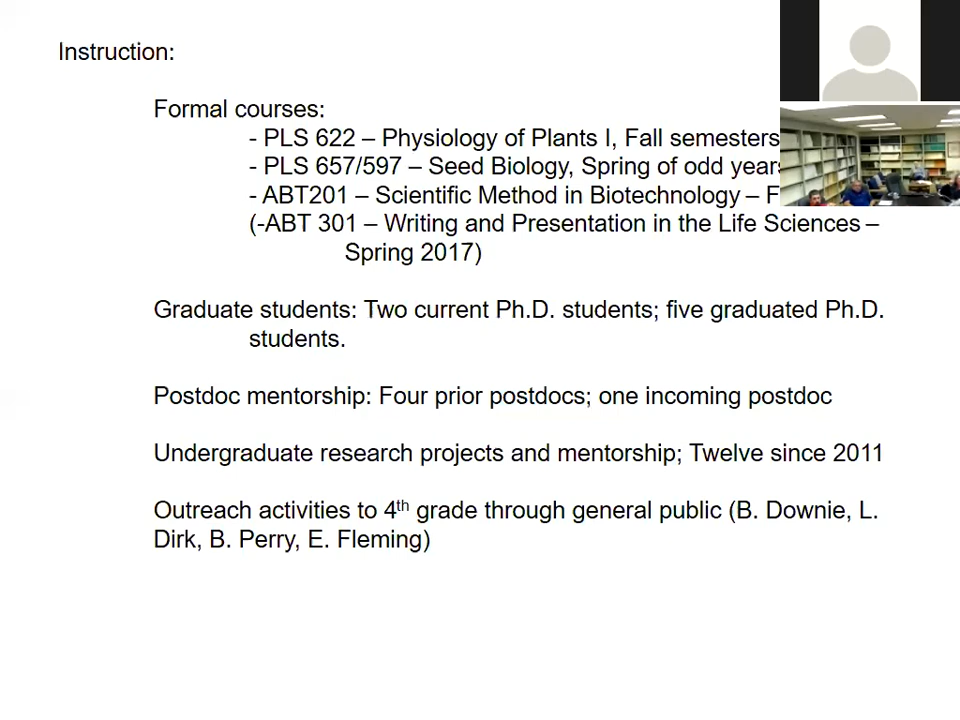 Instruction:
Formal courses:
- PLS 622 – Physiology of Plants I, Fall semesters
- PLS 657/597 – Seed Biology, Spring of odd years
- ABT201 – Scientific Method in Biotechnology –
(-ABT 301 – Writing and Presentation in the Life Sciences –
Spring 2017)
Graduate students: Two current Ph.D. students; five graduated Ph.D.
students.
Postdoc mentorship: Four prior postdocs; one incoming postdoc
Undergraduate research projects and mentorship; Twelve since 2011
Outreach activities to 4th grade through general public (B. Downie, L.
Dirk, B. Perry, E. Fleming)